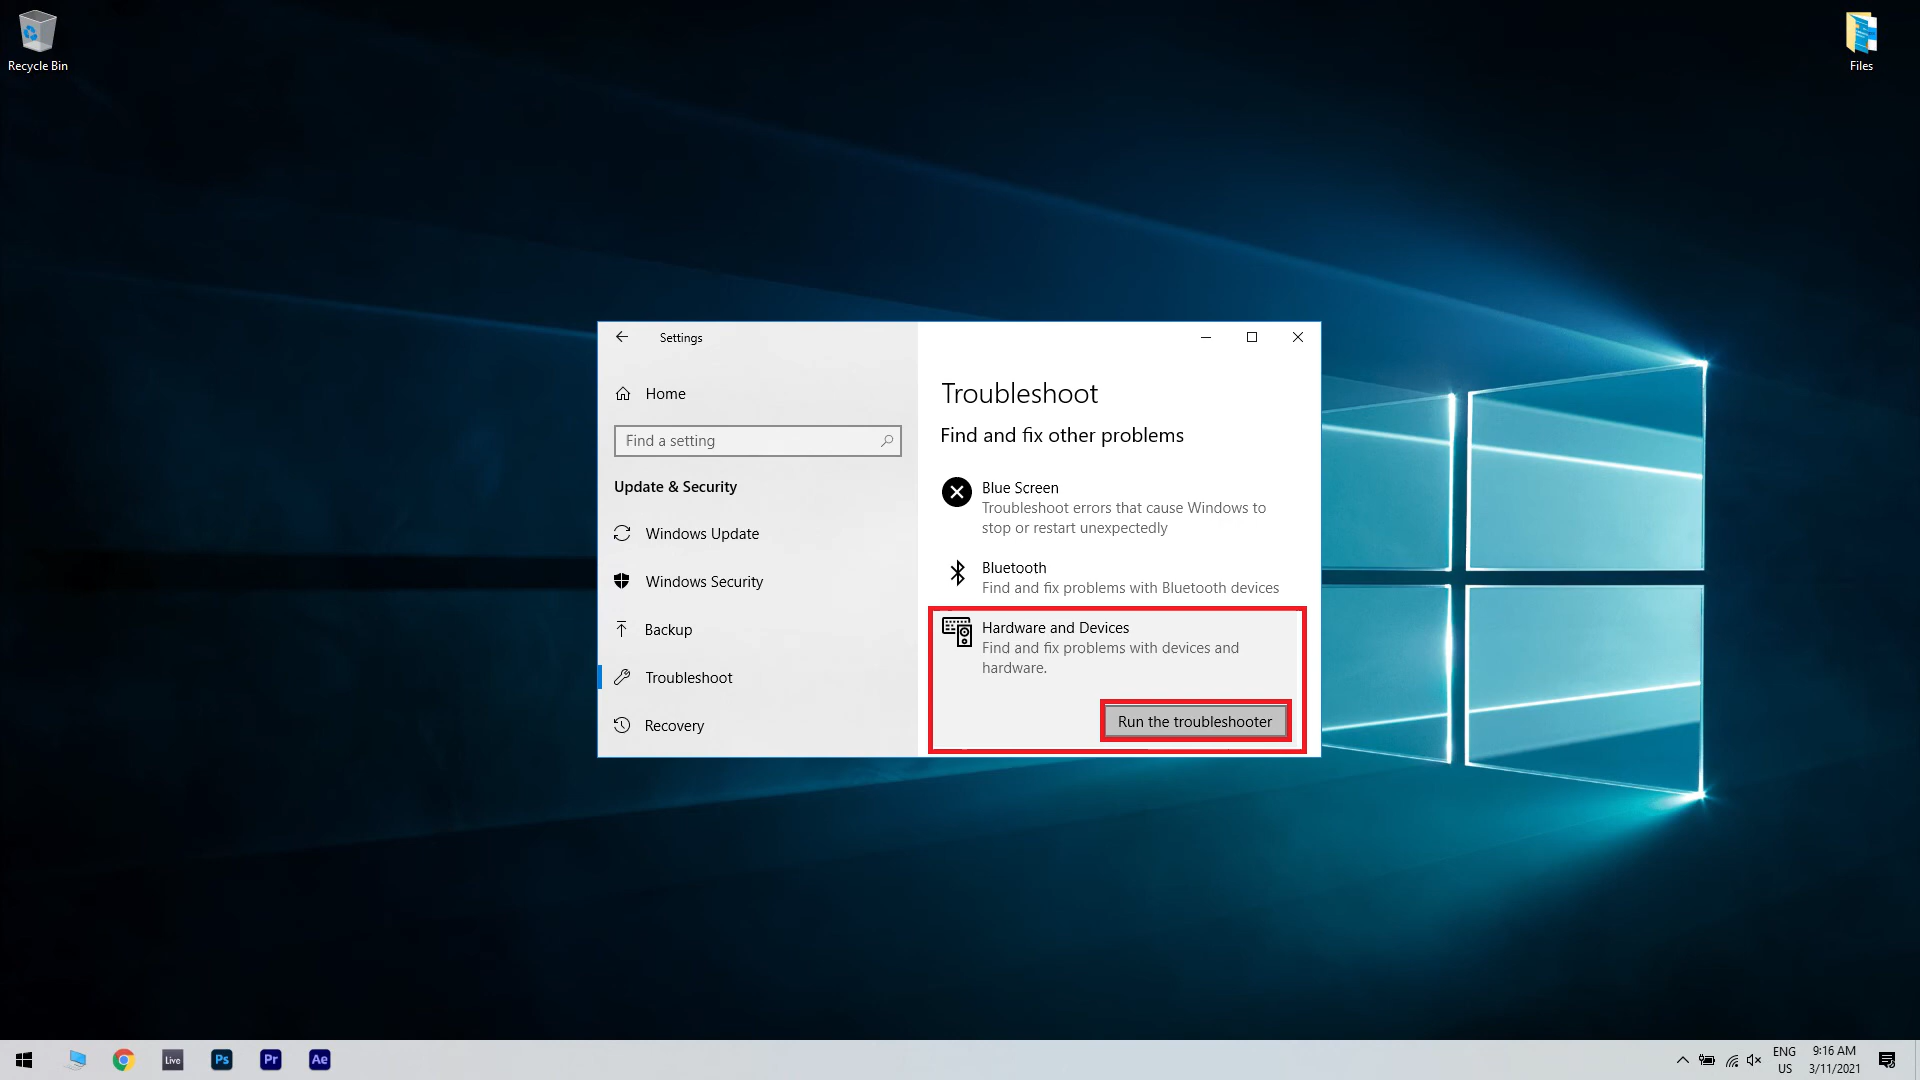 Recycle Bin
Files
Settings
Home
Find a setting
Update & Security
Windows Update
Windows Security
Backup
Troubleshoot
Recovery
Troubleshoot
Find and fix other problems
Blue Screen
Troubleshoot errors that cause Windows to
stop or restart unexpectedly
Bluetooth
Find and fix problems with Bluetooth devices
Hardware and Devices
Find and fix problems with devices and
hardware.
Run the troubleshooter
Live
Ps
Pr
Ae
ENG
US
9:16 AM
3/11/2021